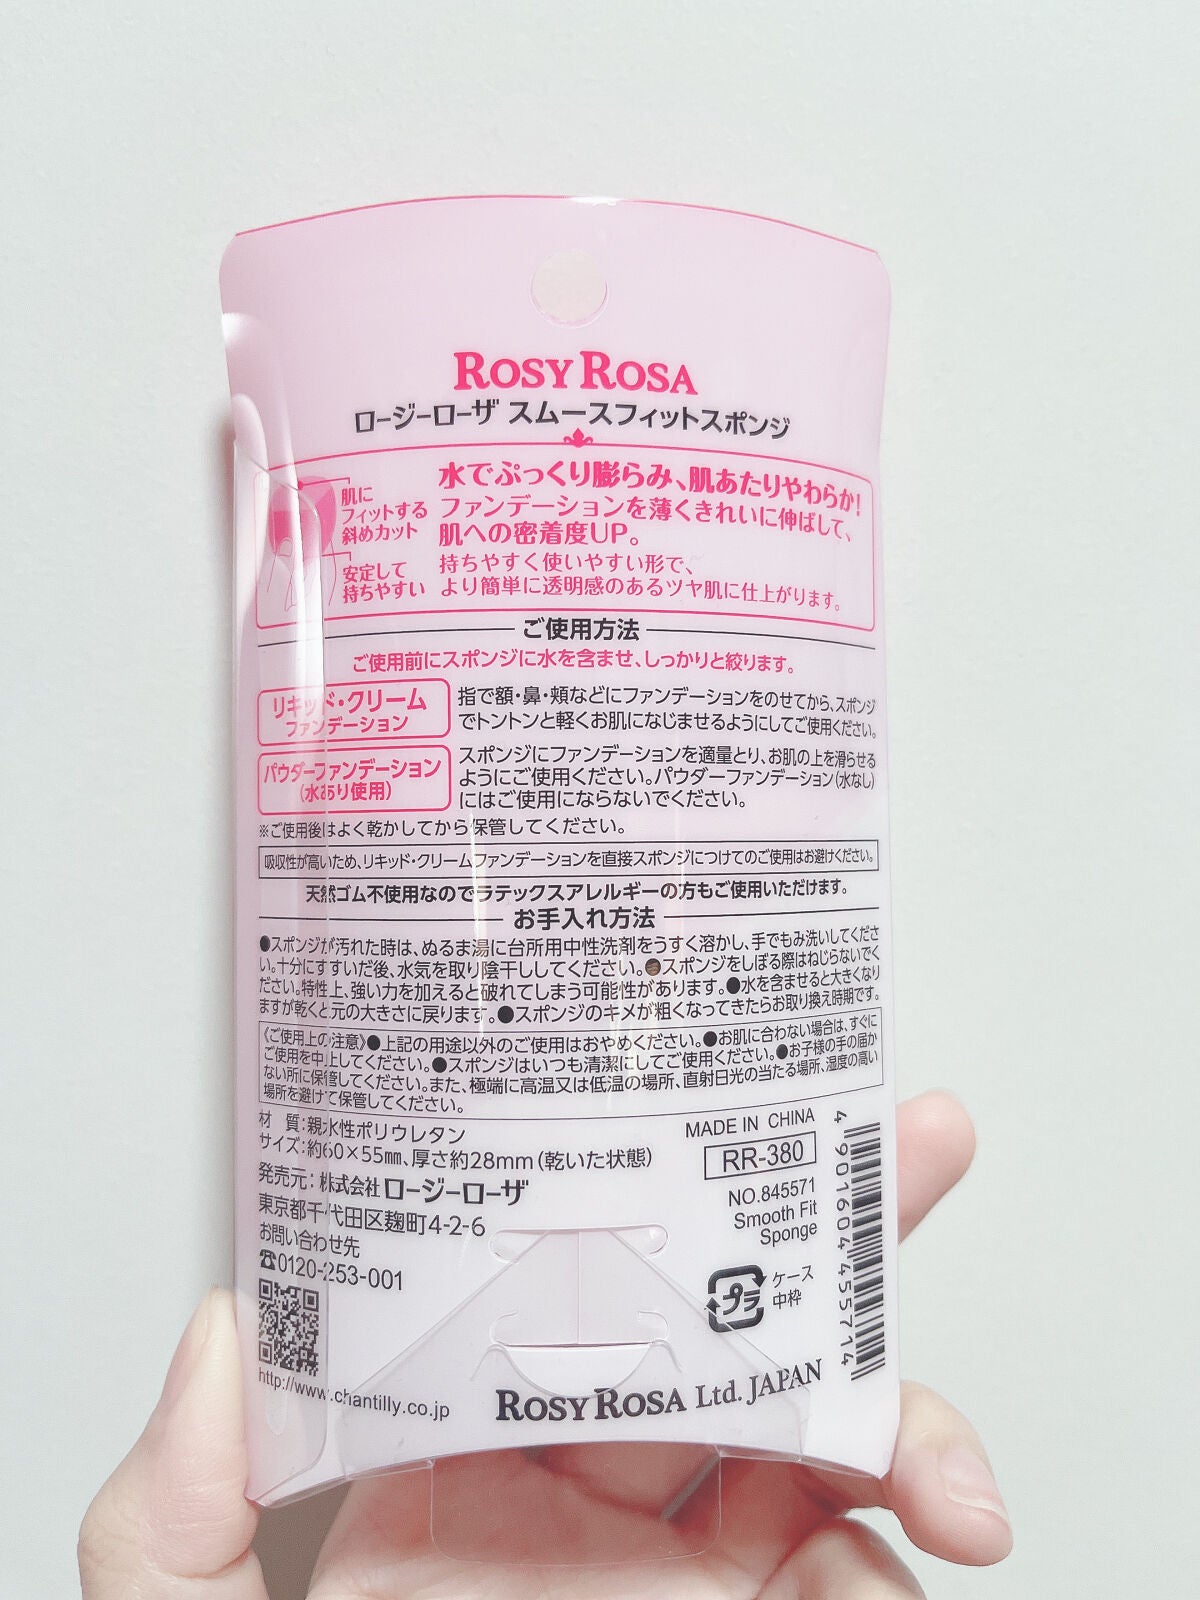 ROSY ROSA
ロージーローザ スムースフィットスポンジ
肌に
フィットする
斜めカット
安定して
持ちやすい
水でぷっくり膨らみ、肌あたりやわらか!
ファンデーションを薄くきれいに伸ばして、
肌への密着度UP。
持ちやすく使いやすい形で、
より簡単に透明感のあるツヤ肌に仕上がります。
ご使用方法
ご使用前にスポンジに水を含ませ、しっかりと絞ります。
リキッド・クリーム
ファンデーション
指で額・鼻・頬などにファンデーションをのせてから、スポンジ
でトントンと軽くお肌になじませるようにしてご使用ください。
パウダーファンデーション
(水あり使用)
スポンジにファンデーションを適量とり、お肌の上を滑らせる
ようにご使用ください。パウダーファンデーション(水なし)
にはご使用にならないでください。
※ご使用後はよく乾かしてから保管してください。
吸収性が高いため、リキッド・クリームファンデーションを直接スポンジにつけてのご使用はお避けください。
天然ゴム不使用なのでラテックスアレルギーの方もご使用いただけます。
お手入れ方法
●スポンジが汚れた時は、ぬるま湯に台所用中性洗剤をうすく溶かし、手でもみ洗いしてくださ
い。十分にすすいだ後、水気を取り陰干ししてください。●スポンジをしぼる際はねじらないでく
ださい。特性上、強い力を加えると破れてしまう可能性があります。●水を含ませると大きくなり
ますが乾くと元の大きさに戻ります。●スポンジのキメが粗くなってきたらお取り換え時期です。
《ご使用上の注意》●上記の用途以外のご使用はおやめください。●お肌に合わない場合は、すぐに
ご使用を中止してください。●スポンジはいつも清潔にしてご使用ください。●お子様の手の届か
ない所に保管してください。また、極端に高温又は低温の場所、直射日光の当たる場所、湿度の高い
場所を避けて保管してください。
材 質:親水性ポリウレタン
サイズ:約60×55mm、厚さ約28mm(乾いた状態)
発売元:株式会社ロージーローザ
東京都千代田区麹町4-2-6
お問い合わせ先
☎0120-253-001
http://www.chantilly.co.jp
MADE IN CHINA
RR-380
NO.845571
Smooth Fit
Sponge
プラ
ケース
中枠
4 901604 455714
ROSY ROSA Ltd. JAPAN